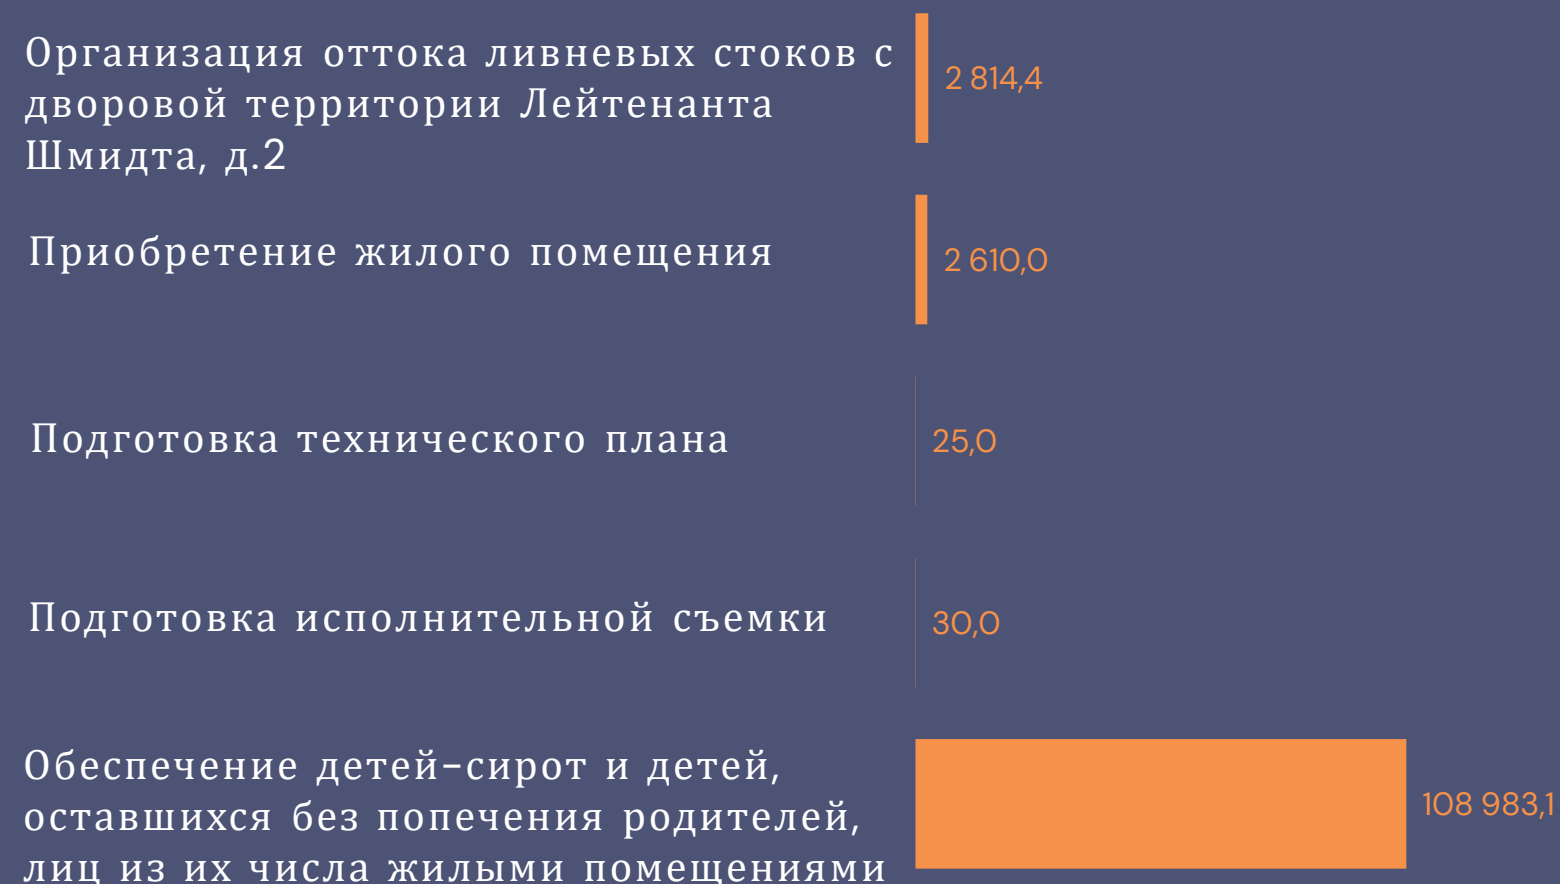 Организация оттока ливневых стоков с
дворовой территории Лейтенанта
Шмидта, д.2
2 814,4
Приобретение жилого помещения
2 610,0
Подготовка технического плана
25,0
Подготовка исполнительной съемки
30,0
Обеспечение детей-сирот и детей,
оставшихся без попечения родителей,
лиц из их числа жилыми помещениями
108 983,1